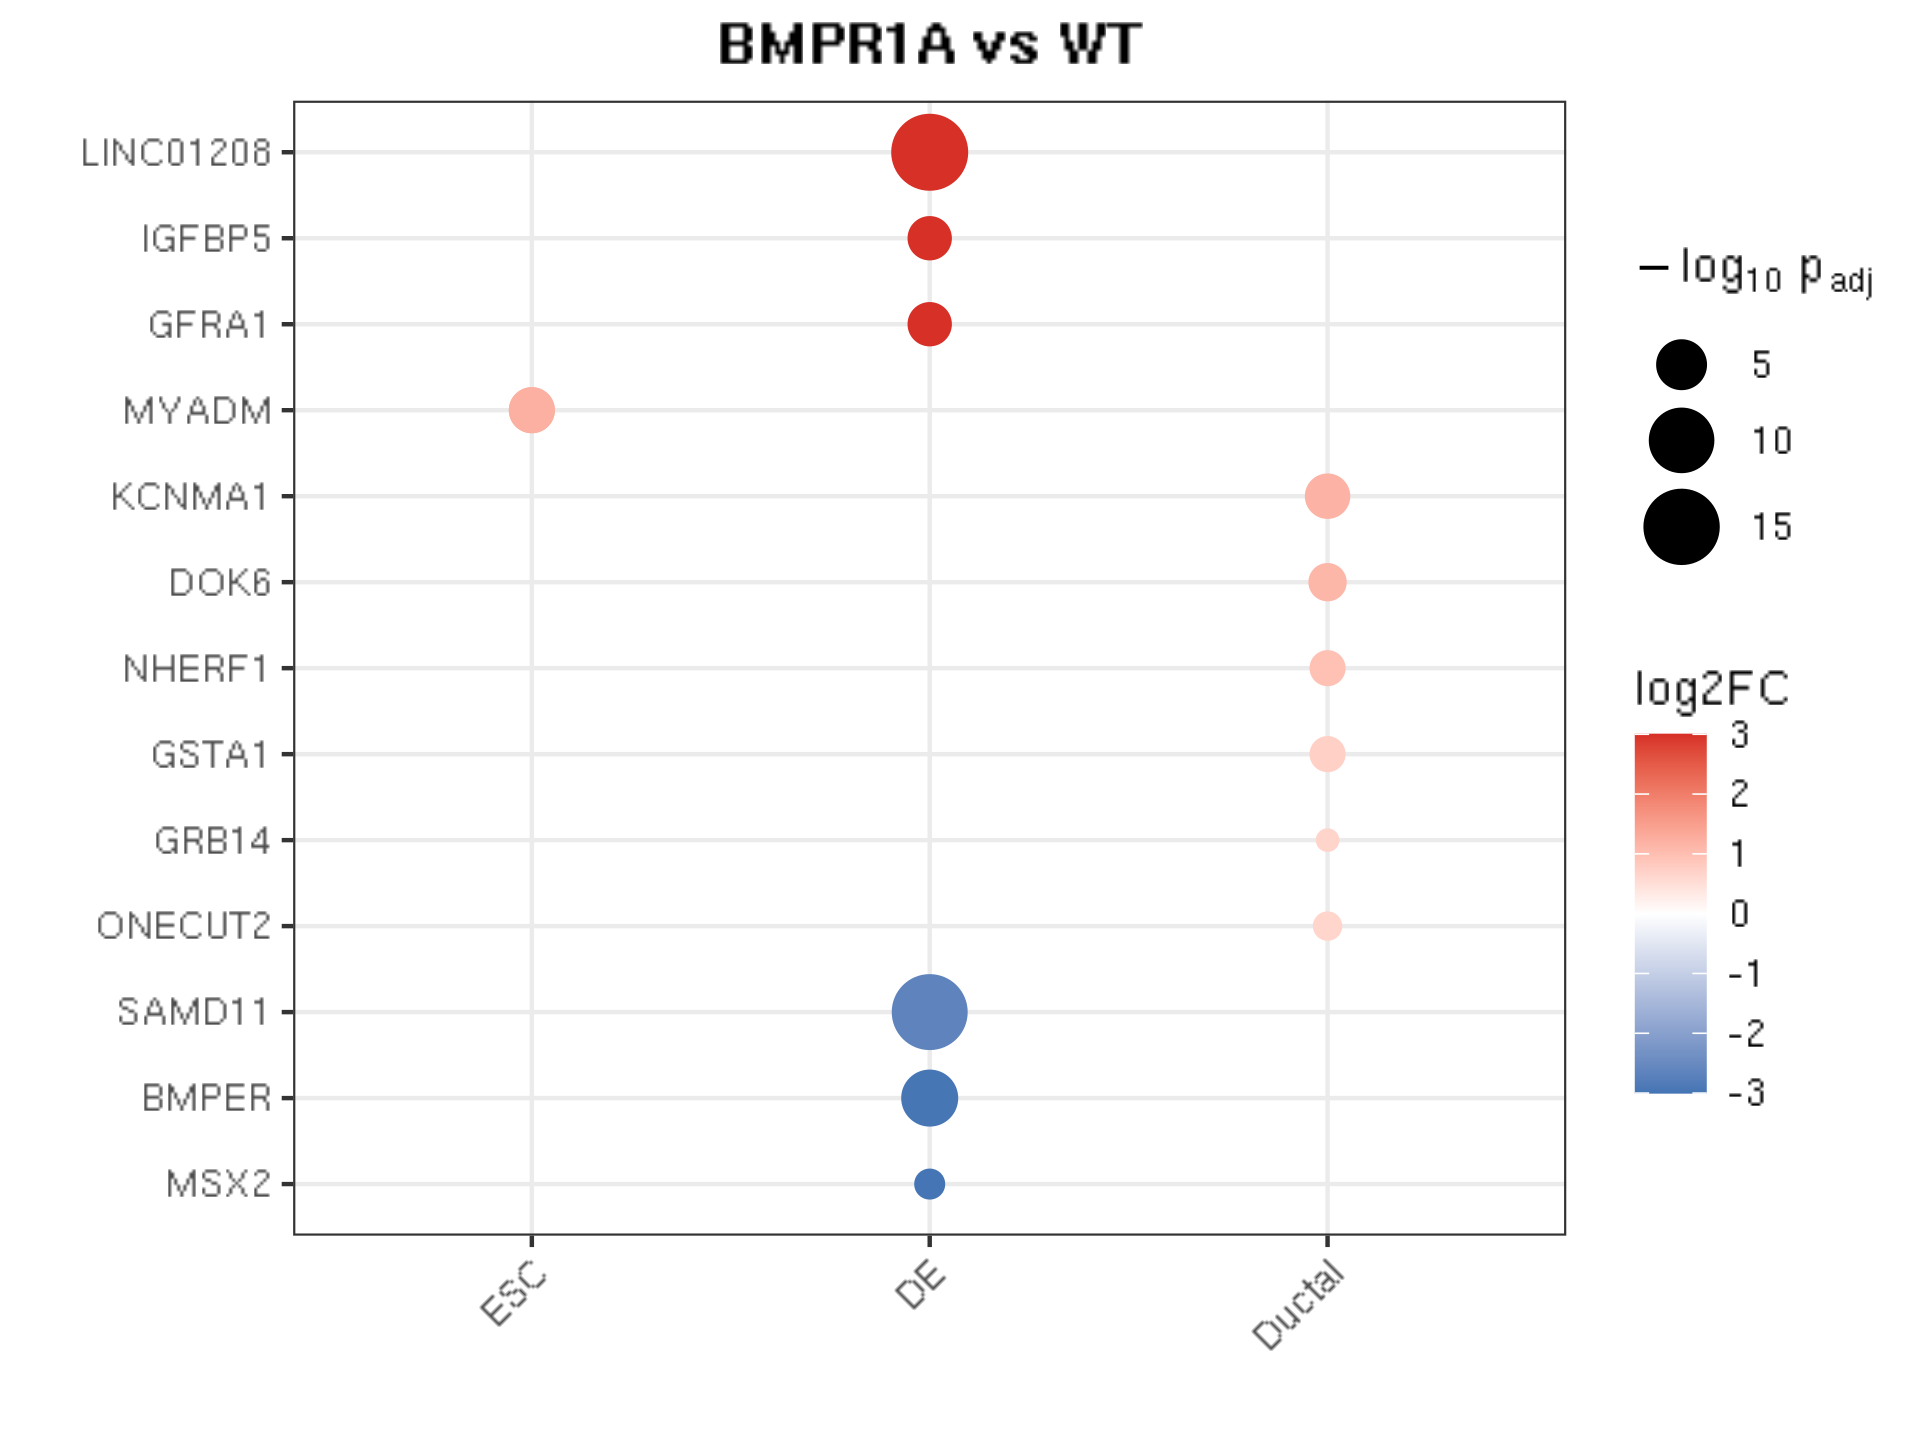 BMPR1A vs WT
LINC01208
IGFBP5
GFRA1
MYADM
KCNMA1
DOK6
NHERF1
GSTA1
GRB14
ONECUT2
SAMD11
BMPER
MSX2
ESC
DE
Ductal
− log10 p adj
5
10
15
log2FC
3
2
1
0
-1
-2
-3